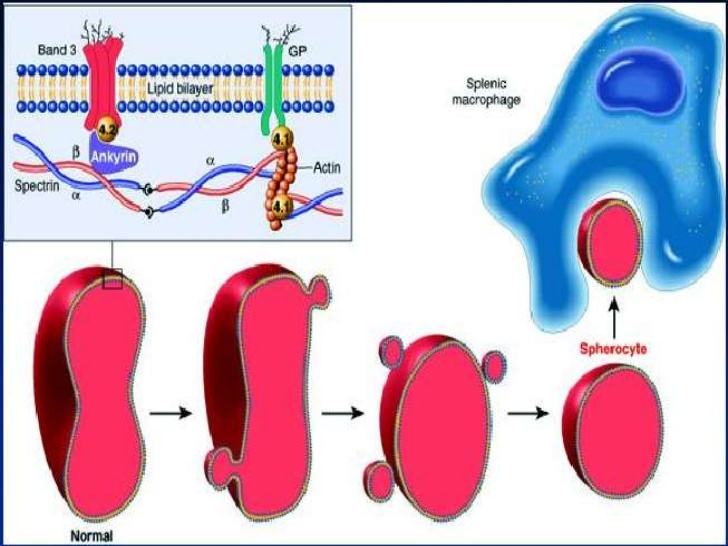 Band 3
GP
Lipid bilayer
4.2
4.1
Ankyrin
β
α
Actin
Spectrin
α
β
4.1
Splenic
macrophage
Spherocyte
Normal